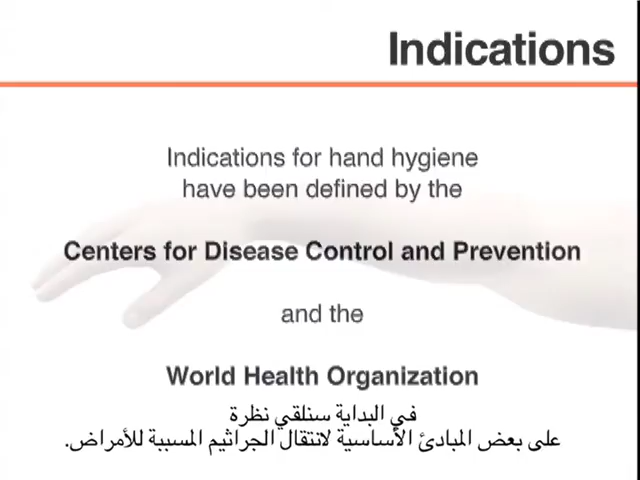 Indications
Indications for hand hygiene
have been defined by the
Centers for Disease Control and Prevention
and the
World Health Organization
في البداية سنلقي نظرة
على بعض المبادئ الأساسية لانتقال الجراثيم المسببة للأمراض.